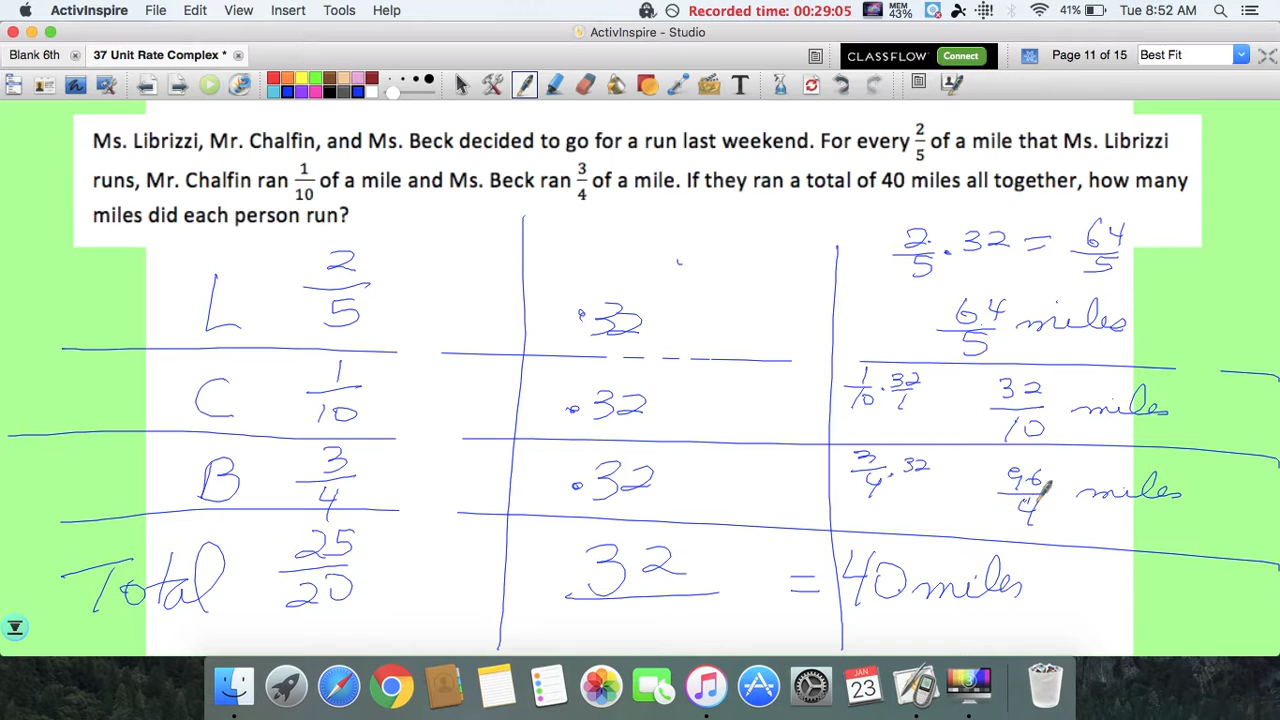 ActivInspire File Edit View Insert Tools Help Recorded time: 00:29:05 MEM 43% 41% Tue 8:52 AM
ActivInspire - Studio
Blank 6th 37 Unit Rate Complex * CLASSFLOW Connect Page 11 of 15 Best Fit
T
Ms. Librizzi, Mr. Chalfin, and Ms. Beck decided to go for a run last weekend. For every 2/5 of a mile that Ms. Librizzi
runs, Mr. Chalfin ran 1/10 of a mile and Ms. Beck ran 3/4 of a mile. If they ran a total of 40 miles all together, how many
miles did each person run?
2/5 · 32 = 64/5
L 2/5 · 32 64/5 miles
C 1/10 · 32 1/10 · 32/1 32/10 miles
B 3/4 · 32 3/4 · 32 96/4 miles
Total 25/20 32 = 40 miles
JAN
23